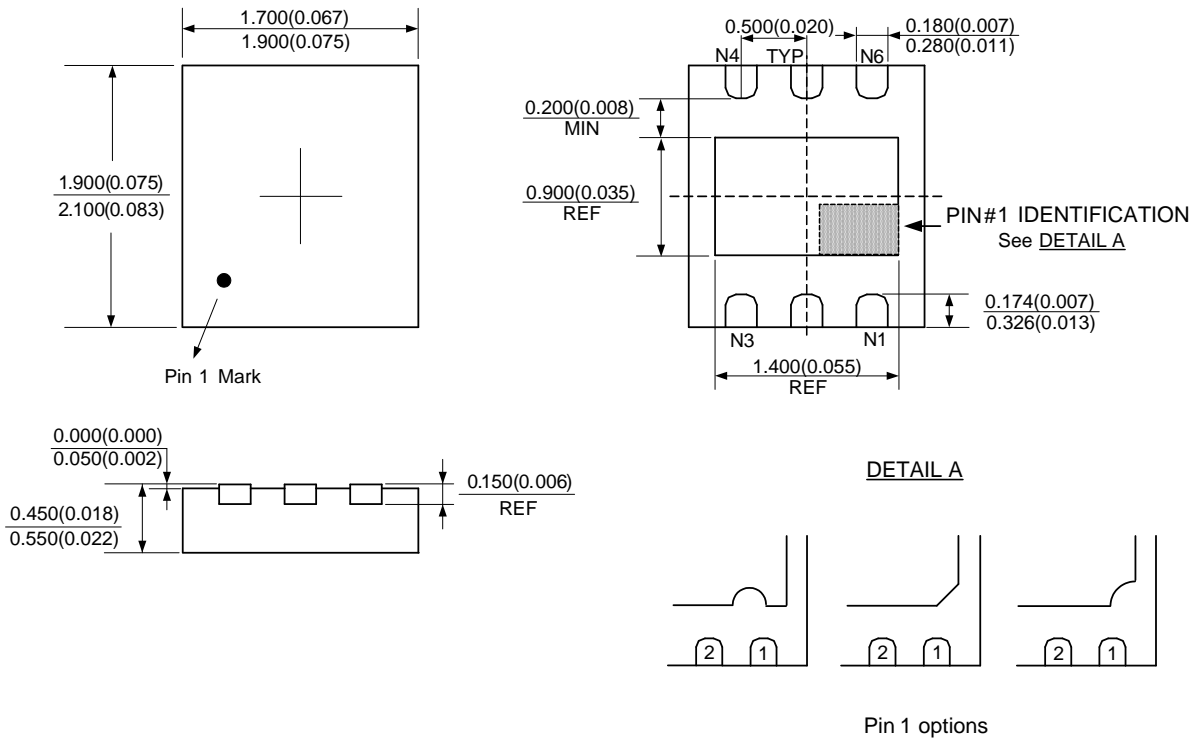 1.700(0.067)
1.900(0.075)
1.900(0.075)
2.100(0.083)
Pin 1 Mark
0.500(0.020)
TYP
0.180(0.007)
0.280(0.011)
N4
N6
0.200(0.008)
MIN
0.900(0.035)
REF
PIN#1 IDENTIFICATION
See DETAIL A
0.174(0.007)
0.326(0.013)
N3
N1
1.400(0.055)
REF
0.000(0.000)
0.050(0.002)
0.450(0.018)
0.550(0.022)
0.150(0.006)
REF
DETAIL A
2 1
2 1
2 1
Pin 1 options